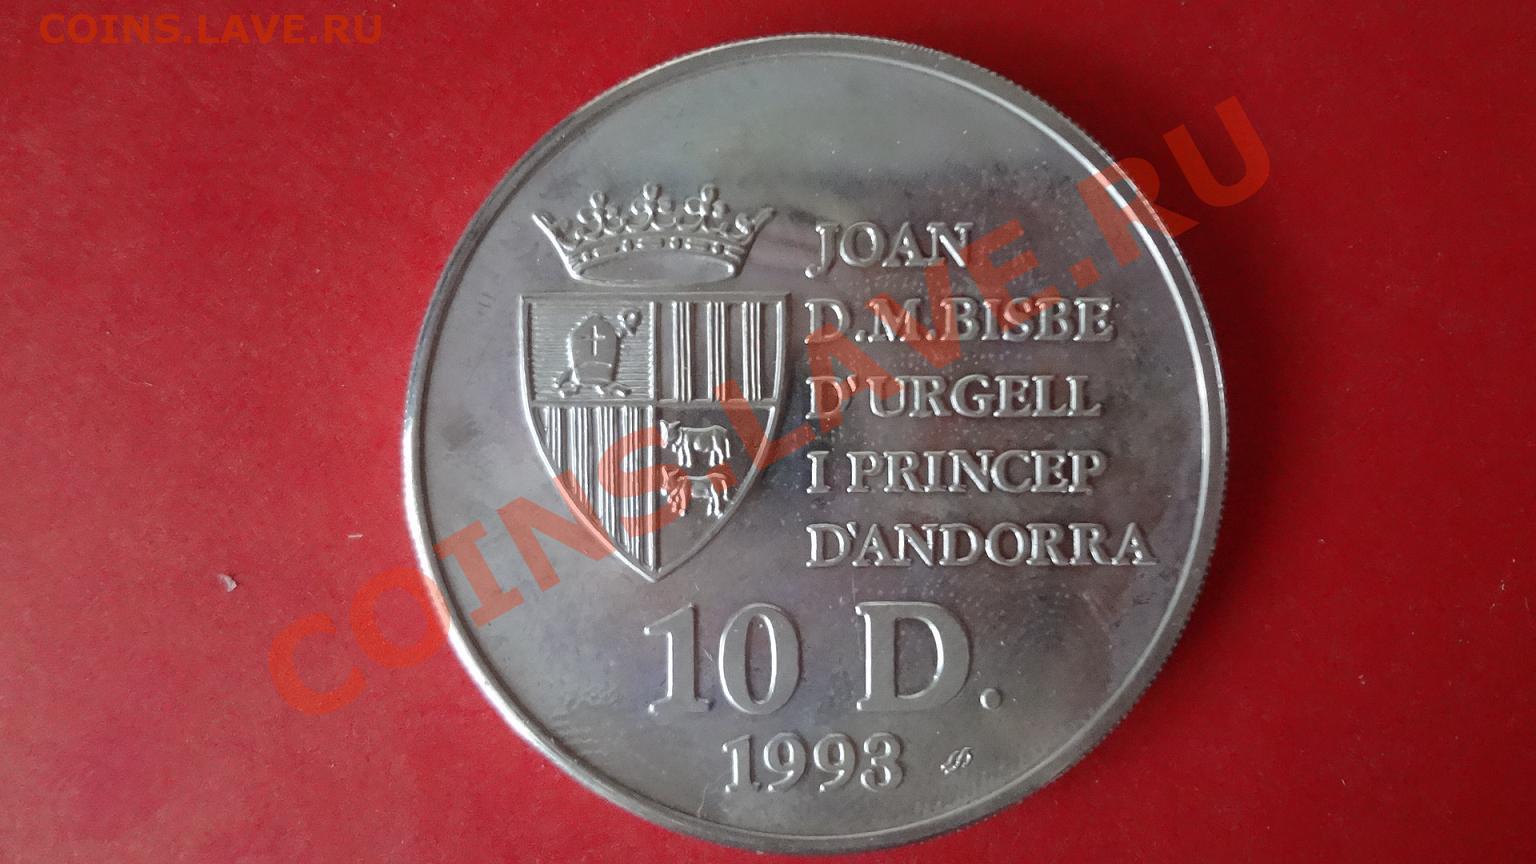 COINS.LAVE.RU
JOAN
D.M.BISBE
D'URGELL
I PRINCEP
D'ANDORRA
10 D.
1993
COINS.LAVE.RU